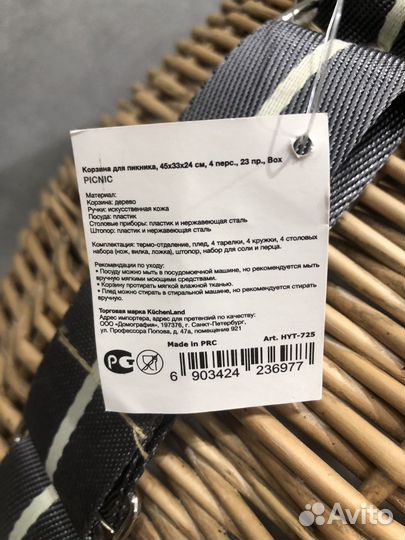 Корзина для пикника, 45x33x24 см, 4 перс., 23 пр., Box
PICNIC
Материал:
Корзина: дерево
Ручки: искусственная кожа
Посуда: пластик
Столовые приборы: пластик и нержавеющая сталь
Штопор: пластик и нержавеющая сталь
Комплектация: термо-отделение, плед, 4 тарелки, 4 кружки, 4 столовых
набора (нож, вилка, ложка), штопора, набор для соли и перца.
Рекомендации по уходу:
• Посуду можно мыть в посудомоечной машине, но рекомендуется мыть
вручную мягкими моющими средствами.
• Корзину протирать мягкой влажной тканью.
• Плед можно стирать в стиральной машине, но рекомендуется стирать
вручную.
Торговая марка KüchenLand
Адрес импортера, адрес для претензий по качеству:
ООО «Домография», 197376, г. Санкт-Петербург,
ул. Профессора Попова, д. 47а, помещение 921
Made in PRC
Art. HYT-725
РСТ
6 903424 236977
Avito